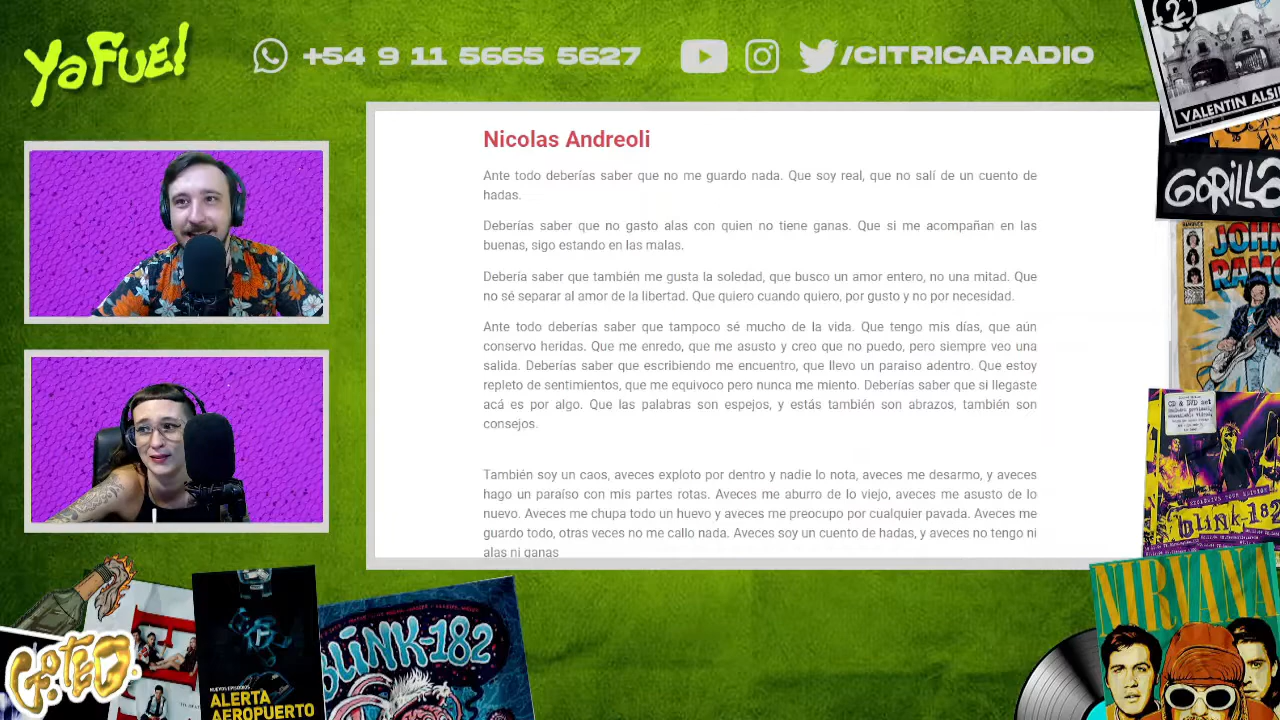 YaFUE!
+54 9 11 5665 5627
/CITRICARADIO
Nicolas Andreoli
Ante todo deberías saber que no me guardo nada. Que soy real, que no salí de un cuento de
hadas.
Deberías saber que no gasto alas con quien no tiene ganas. Que si me acompañan en las
buenas, sigo estando en las malas.
Debería saber que también me gusta la soledad, que busco un amor entero, no una mitad. Que
no sé separar al amor de la libertad. Que quiero cuando quiero, por gusto y no por necesidad.
Ante todo deberías saber que tampoco sé mucho de la vida. Que tengo mis días, que aún
conservo heridas. Que me enredo, que me asusto y creo que no puedo, pero siempre veo una
salida. Deberías saber que escribiendo me encuentro, que llevo un paraiso adentro. Que estoy
repleto de sentimientos, que me equivoco pero nunca me miento. Deberías saber que si llegaste
acá es por algo. Que las palabras son espejos, y estás también son abrazos, también son
consejos.
También soy un caos, aveces exploto por dentro y nadie lo nota, aveces me desarmo, y aveces
hago un paraíso con mis partes rotas. Aveces me aburro de lo viejo, aveces me asusto de lo
nuevo. Aveces me chupa todo un huevo y aveces me preocupo por cualquier pavada. Aveces me
guardo todo, otras veces no me callo nada. Aveces soy un cuento de hadas, y aveces no tengo ni
alas ni ganas
2
VALENTIN ALSI
GORILLA
JOHN
RAMO
CD & DVD set
blink-182
NIRVANA
GOTEO
NUEVOS EPISODIOS
ALERTA
AEROPUERTO
bLiNK-182